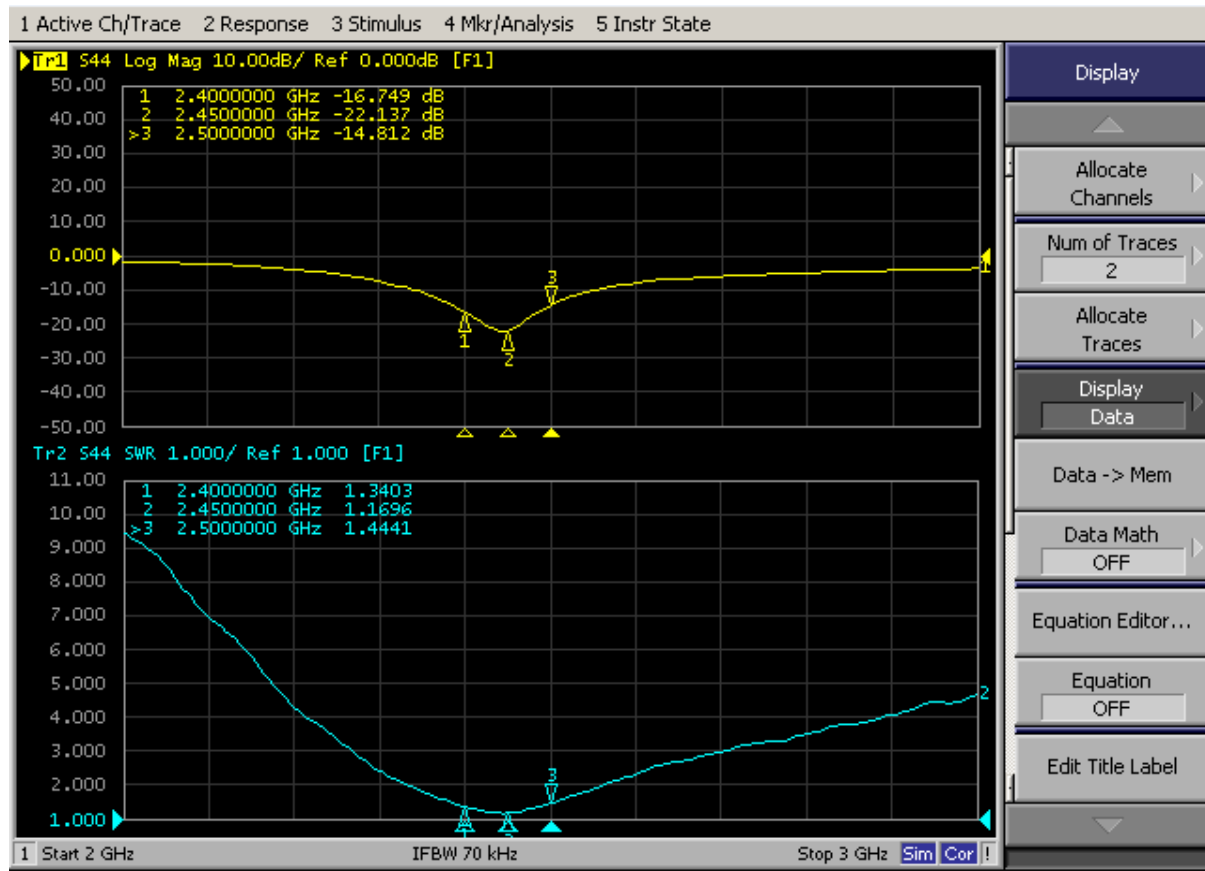 1 Active Ch/Trace 2 Response 3 Stimulus 4 Mkr/Analysis 5 Instr State
Tr1 S44 Log Mag 10.00dB/ Ref 0.000dB [F1]
50.00
40.00
30.00
20.00
10.00
0.000
-10.00
-20.00
-30.00
-40.00
-50.00
1 2.4000000 GHz -16.749 dB
2 2.4500000 GHz -22.137 dB
>3 2.5000000 GHz -14.812 dB
3
1
2
1
Tr2 S44 SWR 1.000/ Ref 1.000 [F1]
11.00
10.00
9.000
8.000
7.000
6.000
5.000
4.000
3.000
2.000
1.000
1 2.4000000 GHz 1.3403
2 2.4500000 GHz 1.1696
>3 2.5000000 GHz 1.4441
3
2
1 Start 2 GHz IFBW 70 kHz Stop 3 GHz Sim Cor !
Display
Allocate
Channels
Num of Traces
2
Allocate
Traces
Display
Data
Data -> Mem
Data Math
OFF
Equation Editor...
Equation
OFF
Edit Title Label